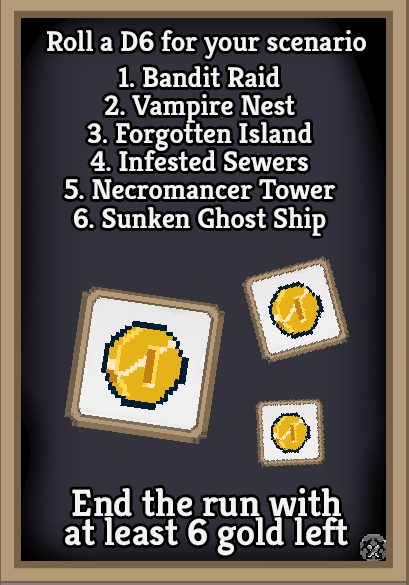 Roll a D6 for your scenario
1. Bandit Raid
2. Vampire Nest
3. Forgotten Island
4. Infested Sewers
5. Necromancer Tower
6. Sunken Ghost Ship
End the run with
at least 6 gold left